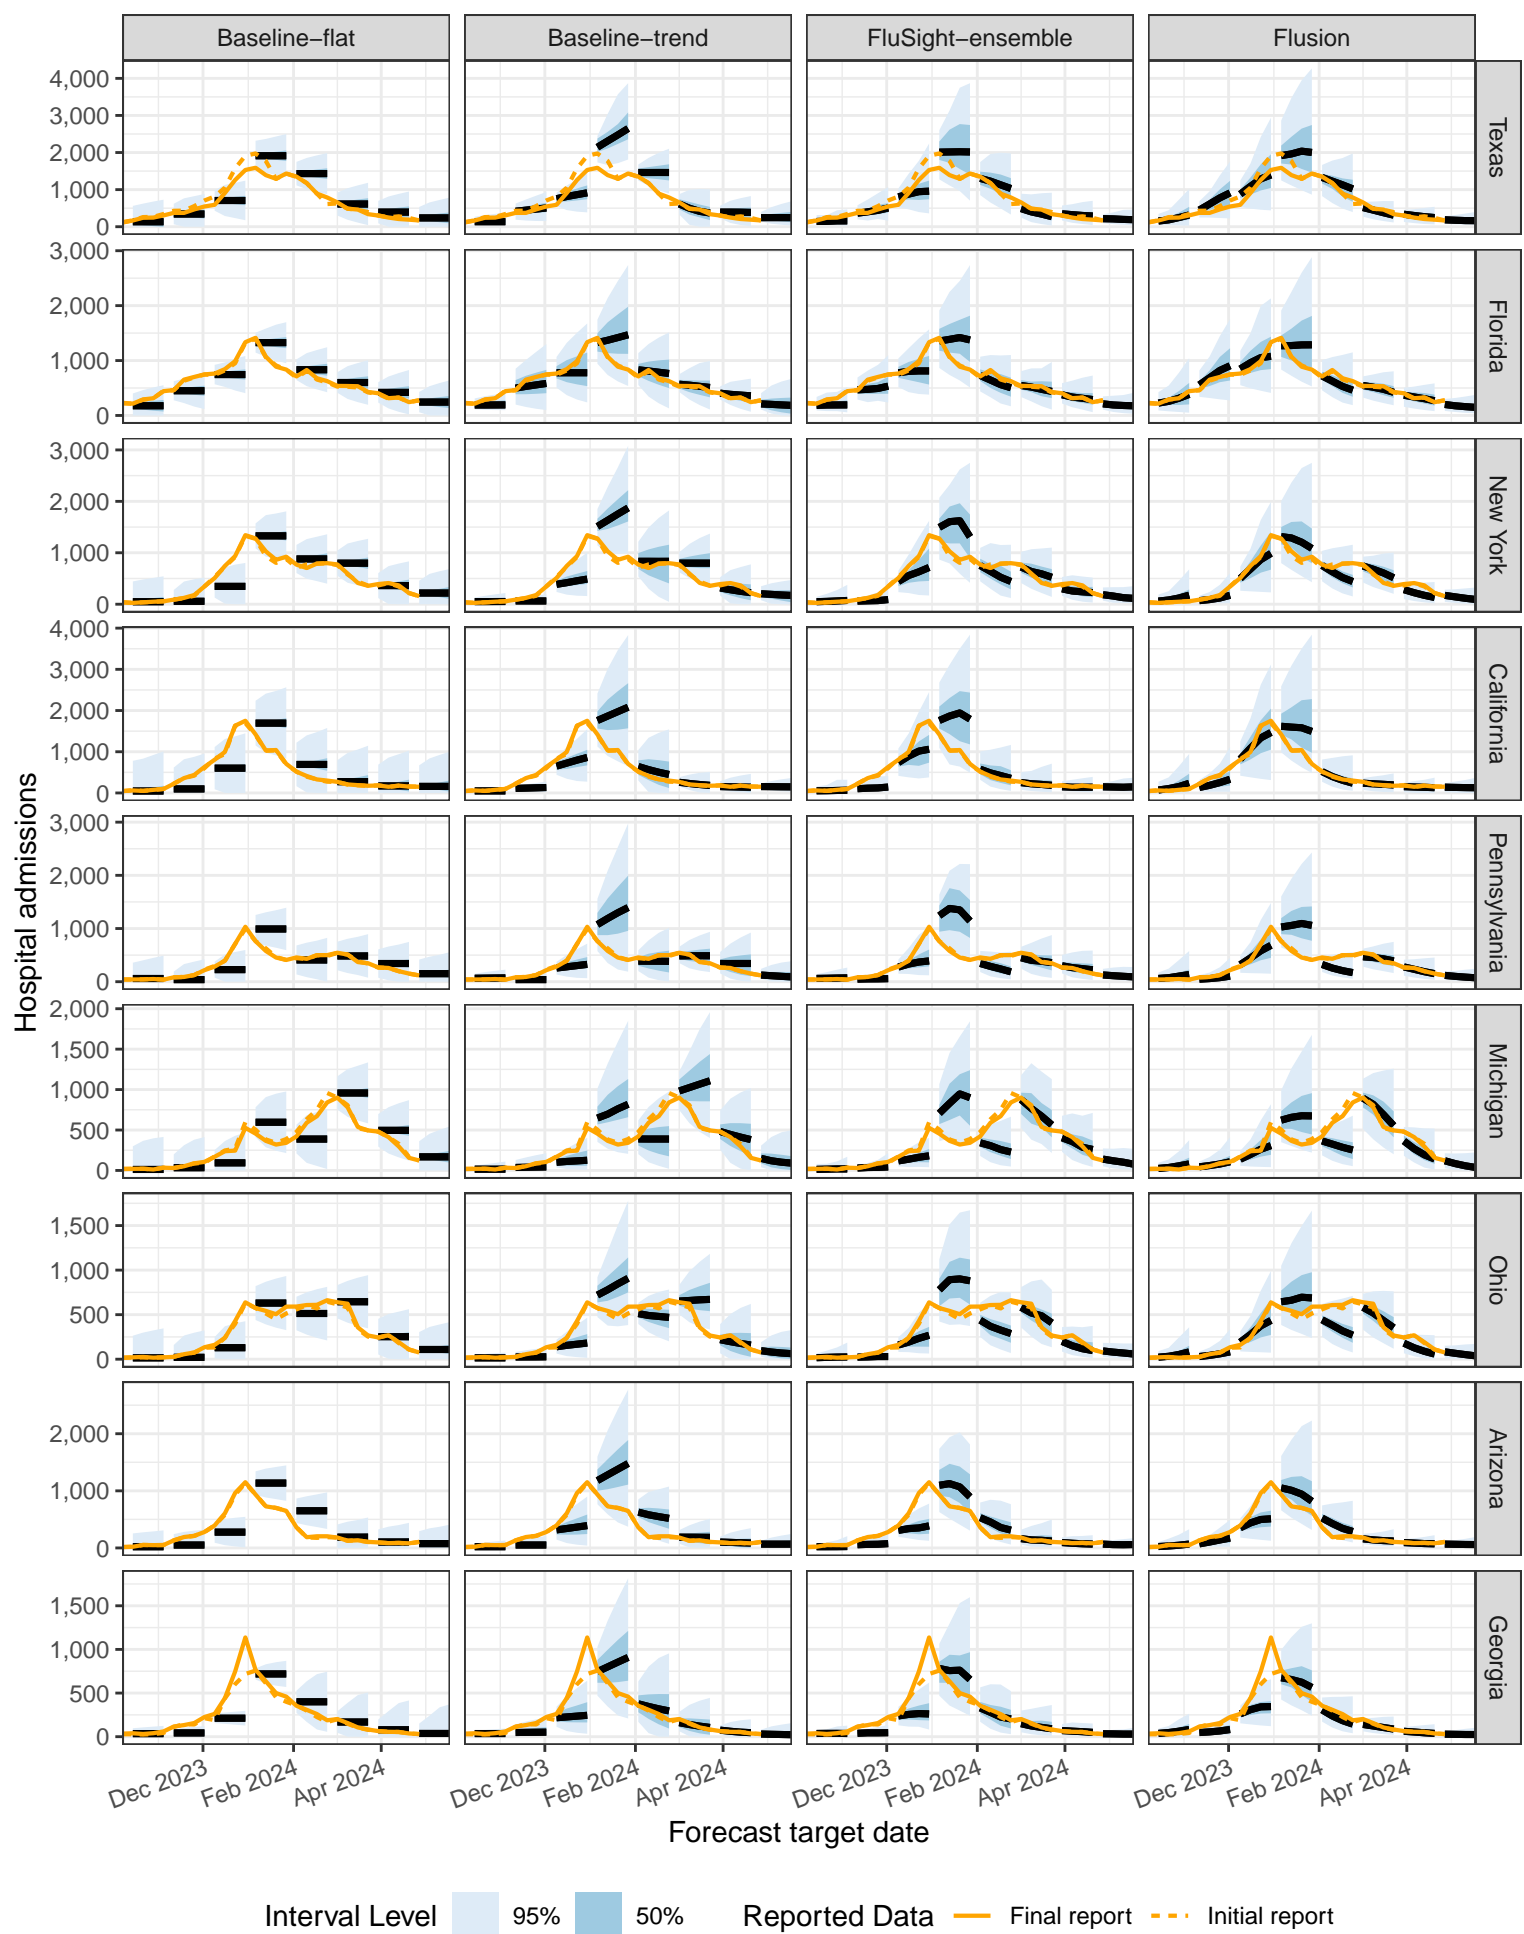 Baseline−flat Baseline−trend FluSight−ensemble Flusion
4,000
3,000
2,000
1,000
0
Texas
3,000
2,000
1,000
0
Florida
3,000
2,000
1,000
0
New York
4,000
3,000
2,000
1,000
0
California
3,000
2,000
1,000
0
Pennsylvania
2,000
1,500
1,000
500
0
Michigan
1,500
1,000
500
0
Ohio
2,000
1,000
0
Arizona
1,500
1,000
500
0
Georgia
Hospital admissions
Dec 2023 Feb 2024 Apr 2024 Dec 2023 Feb 2024 Apr 2024 Dec 2023 Feb 2024 Apr 2024 Dec 2023 Feb 2024 Apr 2024
Forecast target date
Interval Level 95% 50% Reported Data Final report Initial report